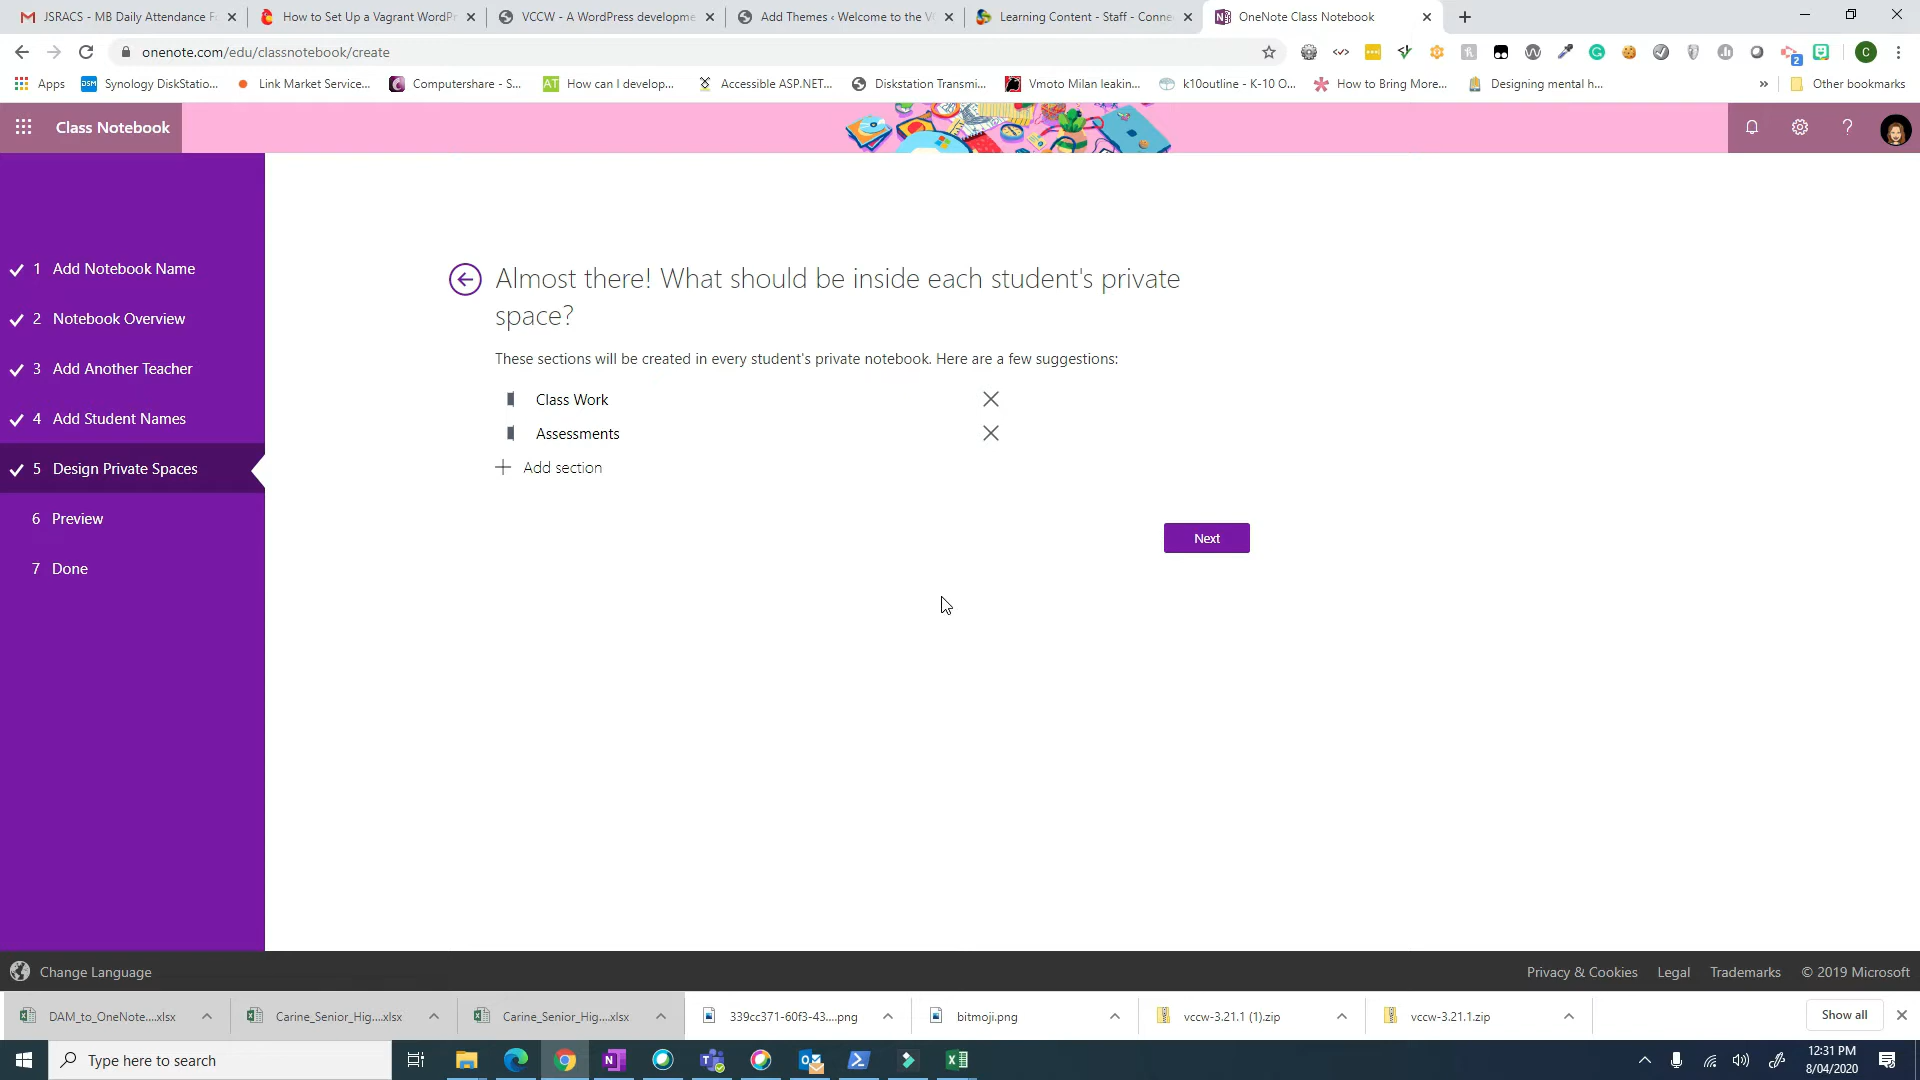 JSRACS - MB Daily Attendance F
How to Set Up a Vagrant WordPr
VCCW - A WordPress developme
Add Themes ‹ Welcome to the VC
Learning Content - Staff - Conne
OneNote Class Notebook
onenote.com/edu/classnotebook/create
Apps
Synology DiskStatio...
Link Market Service...
Computershare - S...
How can I develop...
Accessible ASP.NET...
Diskstation Transmi...
Vmoto Milan leakin...
k10outline - K-10 O...
How to Bring More...
Designing mental h...
»
Other bookmarks
Class Notebook
1 Add Notebook Name
2 Notebook Overview
3 Add Another Teacher
4 Add Student Names
5 Design Private Spaces
6 Preview
7 Done
Almost there! What should be inside each student's private
space?
These sections will be created in every student's private notebook. Here are a few suggestions:
Class Work
Assessments
Add section
Next
Change Language
Privacy & Cookies
Legal
Trademarks
© 2019 Microsoft
DAM_to_OneNote....xlsx
Carine_Senior_Hig....xlsx
Carine_Senior_Hig....xlsx
339cc371-60f3-43....png
bitmoji.png
vccw-3.21.1 (1).zip
vccw-3.21.1.zip
Show all
Type here to search
12:31 PM
8/04/2020